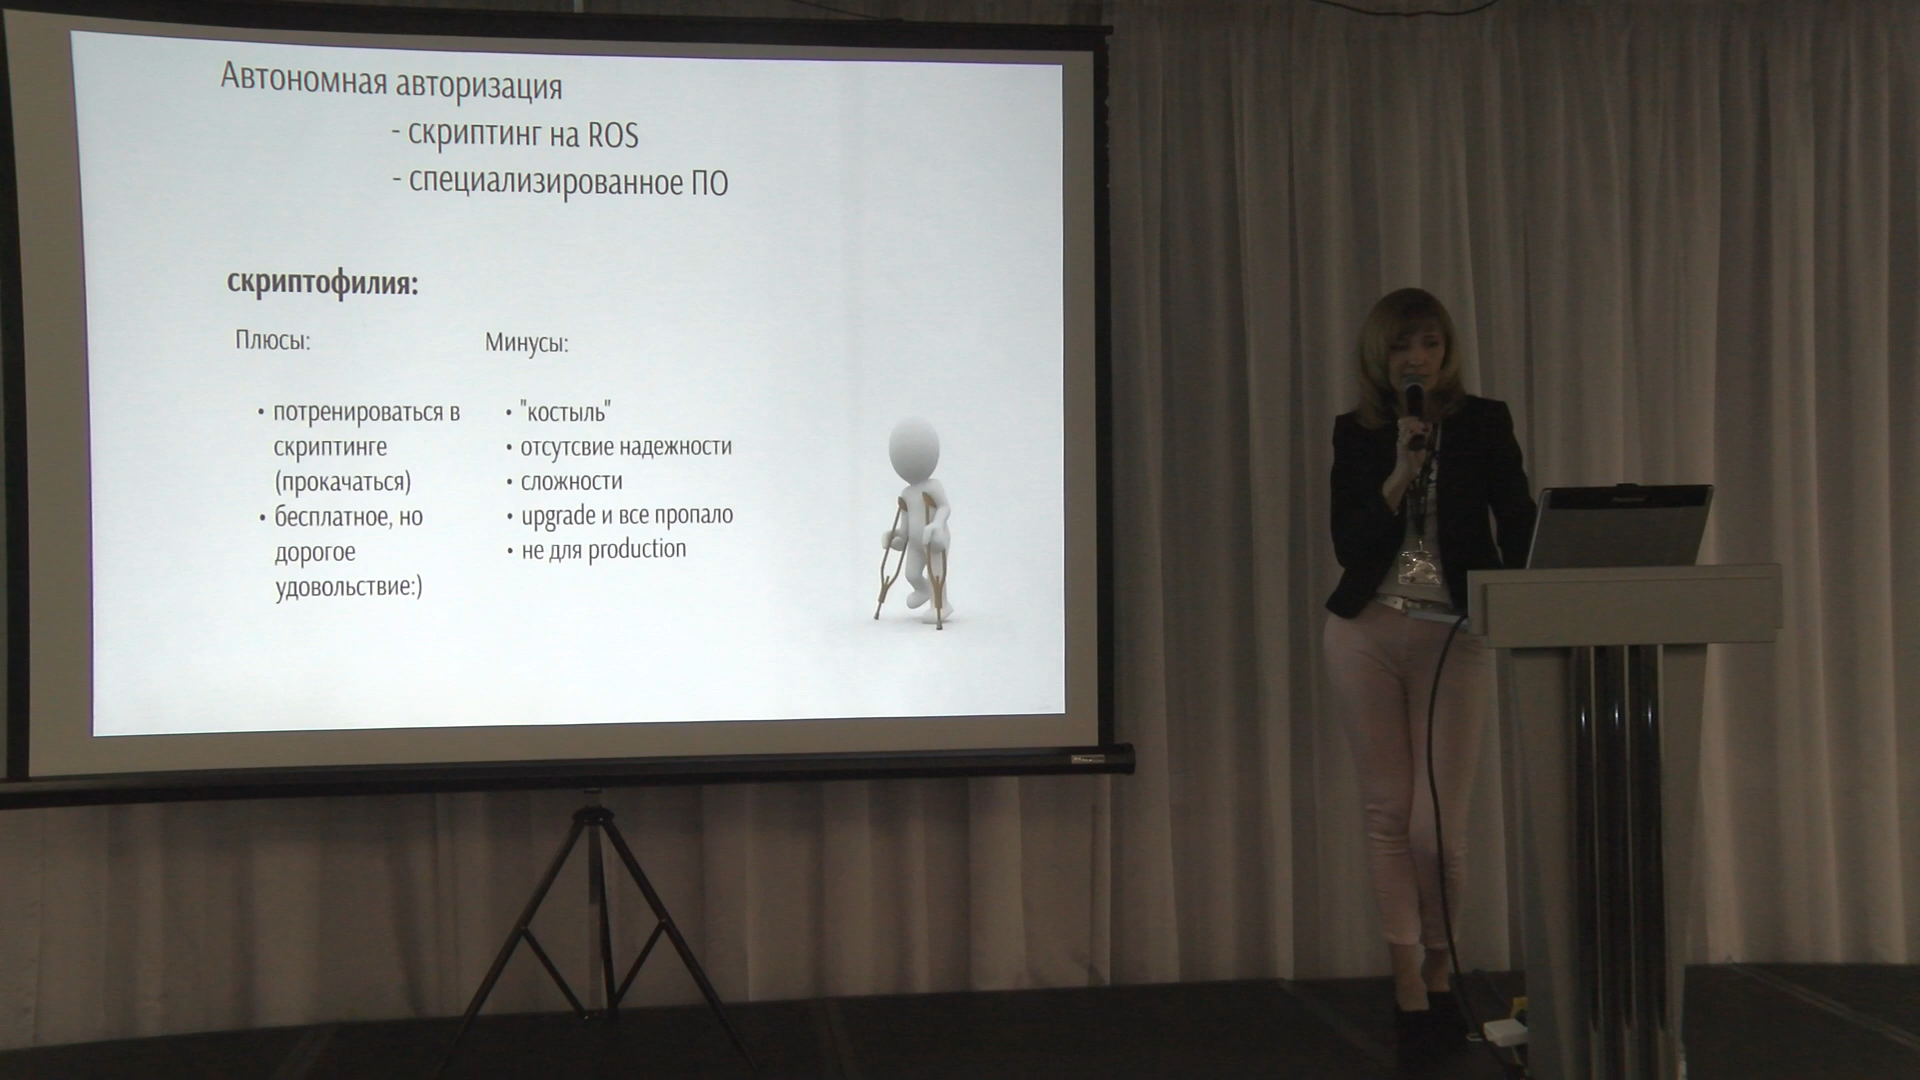 Автономная авторизация
- скриптинг на ROS
- специализированное ПО
скриптофилия:
Плюсы:
• потренироваться в
скриптинге
(прокачаться)
• бесплатное, но
дорогое
удовольствие:)
Минусы:
• "костыль"
• отсутсвие надежности
• сложности
• upgrade и все пропало
• не для production